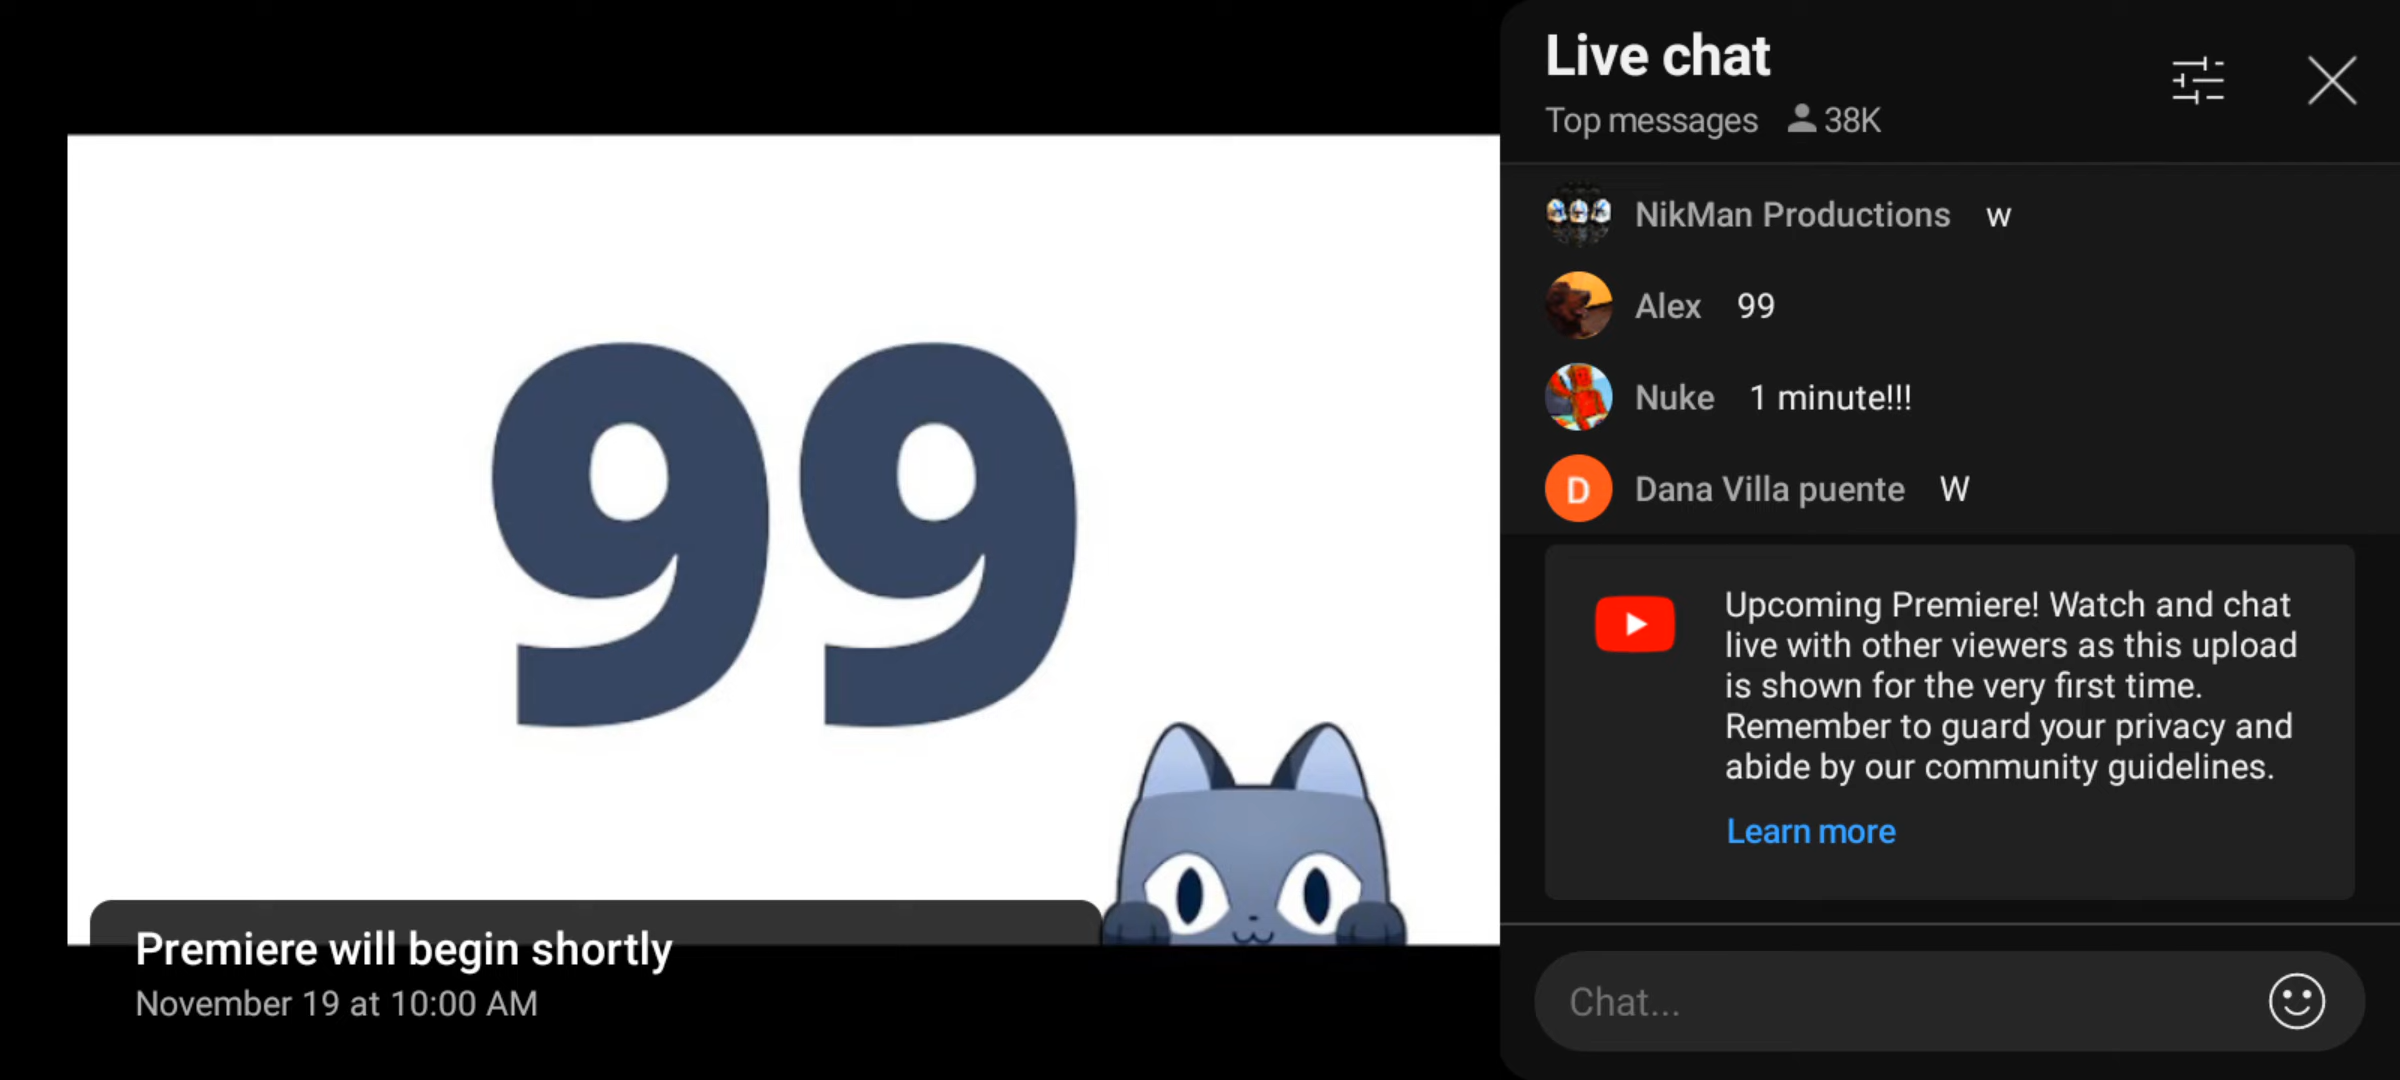 99
Premiere will begin shortly
November 19 at 10:00 AM
Live chat
Top messages 38K
NikMan Productions w
Alex 99
Nuke 1 minute!!!
D Dana Villa puente W
Upcoming Premiere! Watch and chat
live with other viewers as this upload
is shown for the very first time.
Remember to guard your privacy and
abide by our community guidelines.
Learn more
Chat...